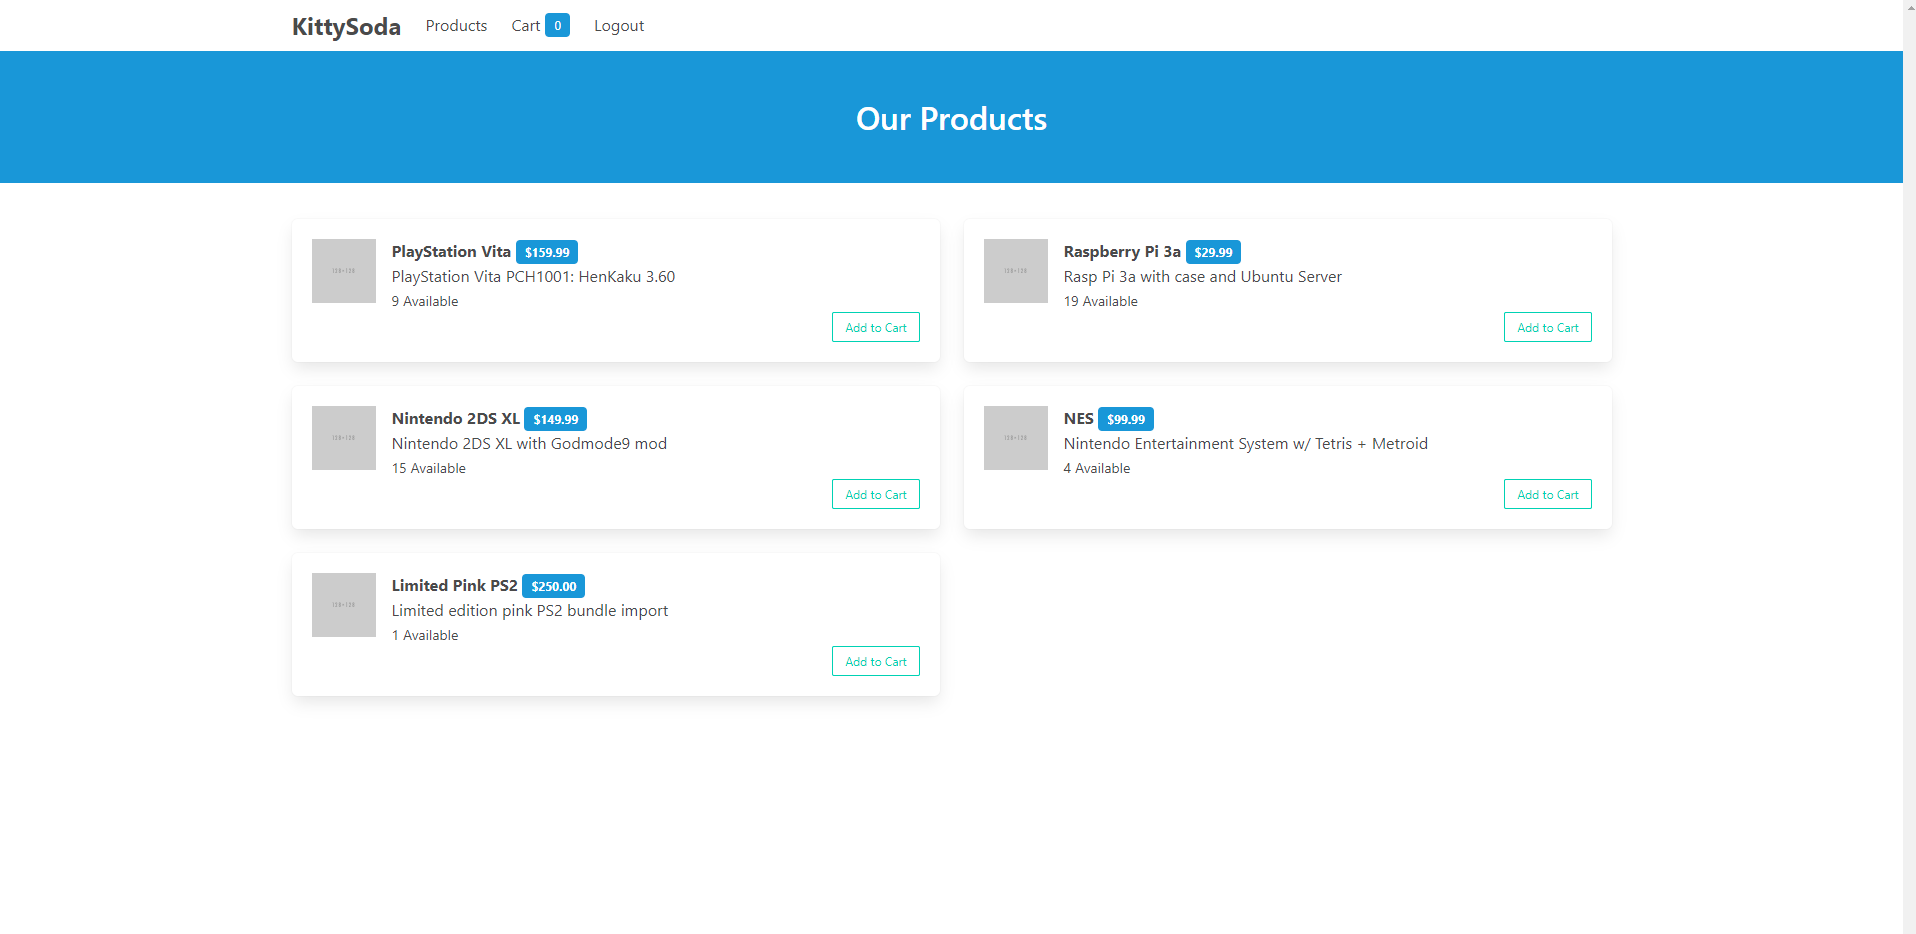 KittySoda Products Cart 0 Logout
Our Products
PlayStation Vita $159.99
PlayStation Vita PCH1001: HenKaku 3.60
9 Available
Add to Cart
Raspberry Pi 3a $29.99
Rasp Pi 3a with case and Ubuntu Server
19 Available
Add to Cart
Nintendo 2DS XL $149.99
Nintendo 2DS XL with Godmode9 mod
15 Available
Add to Cart
NES $99.99
Nintendo Entertainment System w/ Tetris + Metroid
4 Available
Add to Cart
Limited Pink PS2 $250.00
Limited edition pink PS2 bundle import
1 Available
Add to Cart